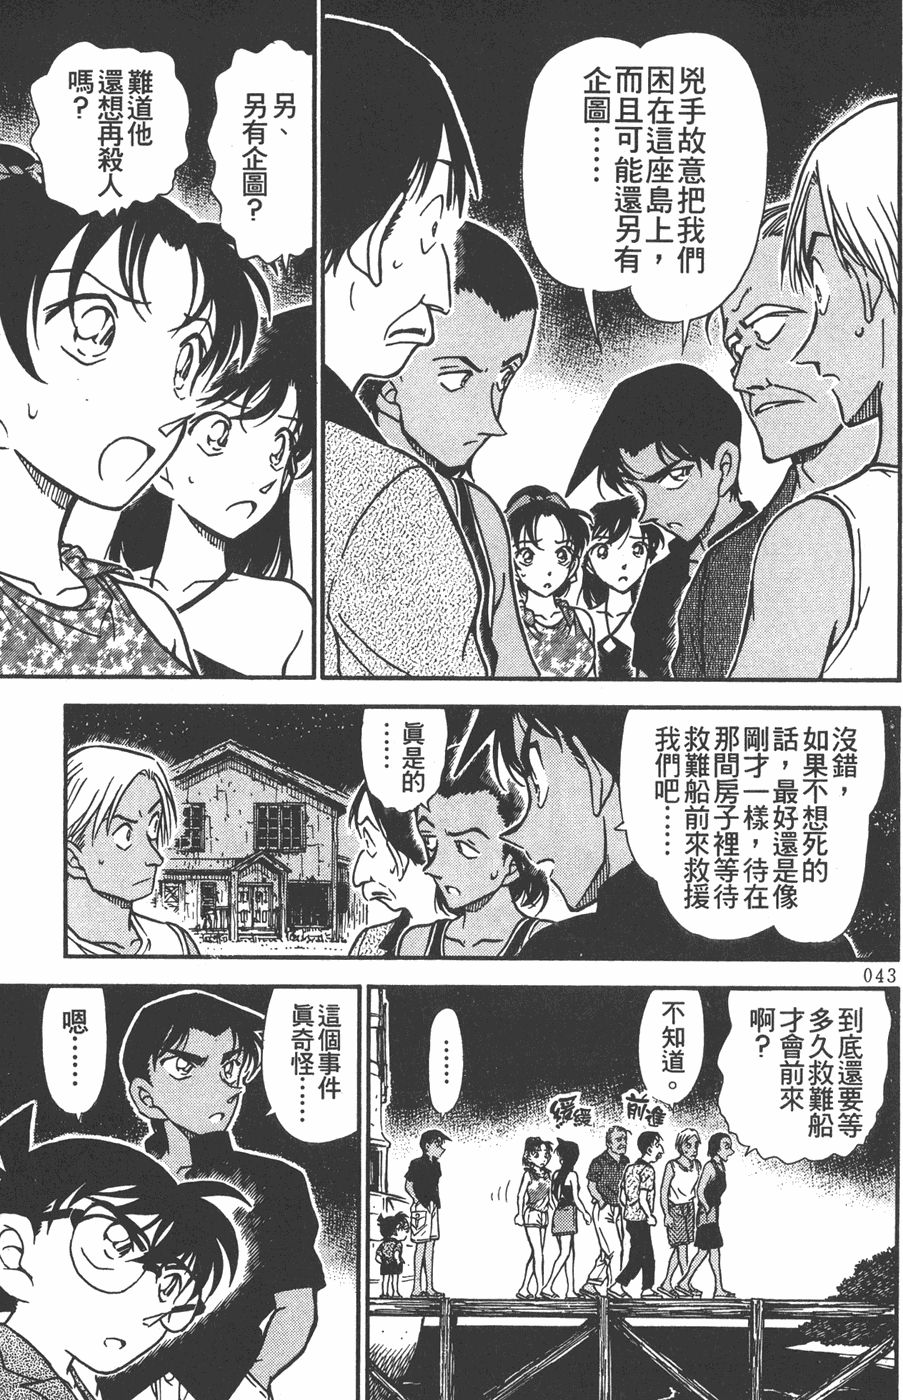 兇手故意把我們
困在這座島上，
而且可能還另有
企圖……
另、
另有企圖？
難道他
還想再殺人
嗎？
沒錯，
如果不想死的
話，最好還是像
剛才一樣，待在
那間房子裡等待
救難船前來救援
我們吧……
眞是的
……
043
到底還要等
多久救難船
才會前來
啊？
不知道。
前進
緩緩
……
這個事件
眞奇怪……
嗯……